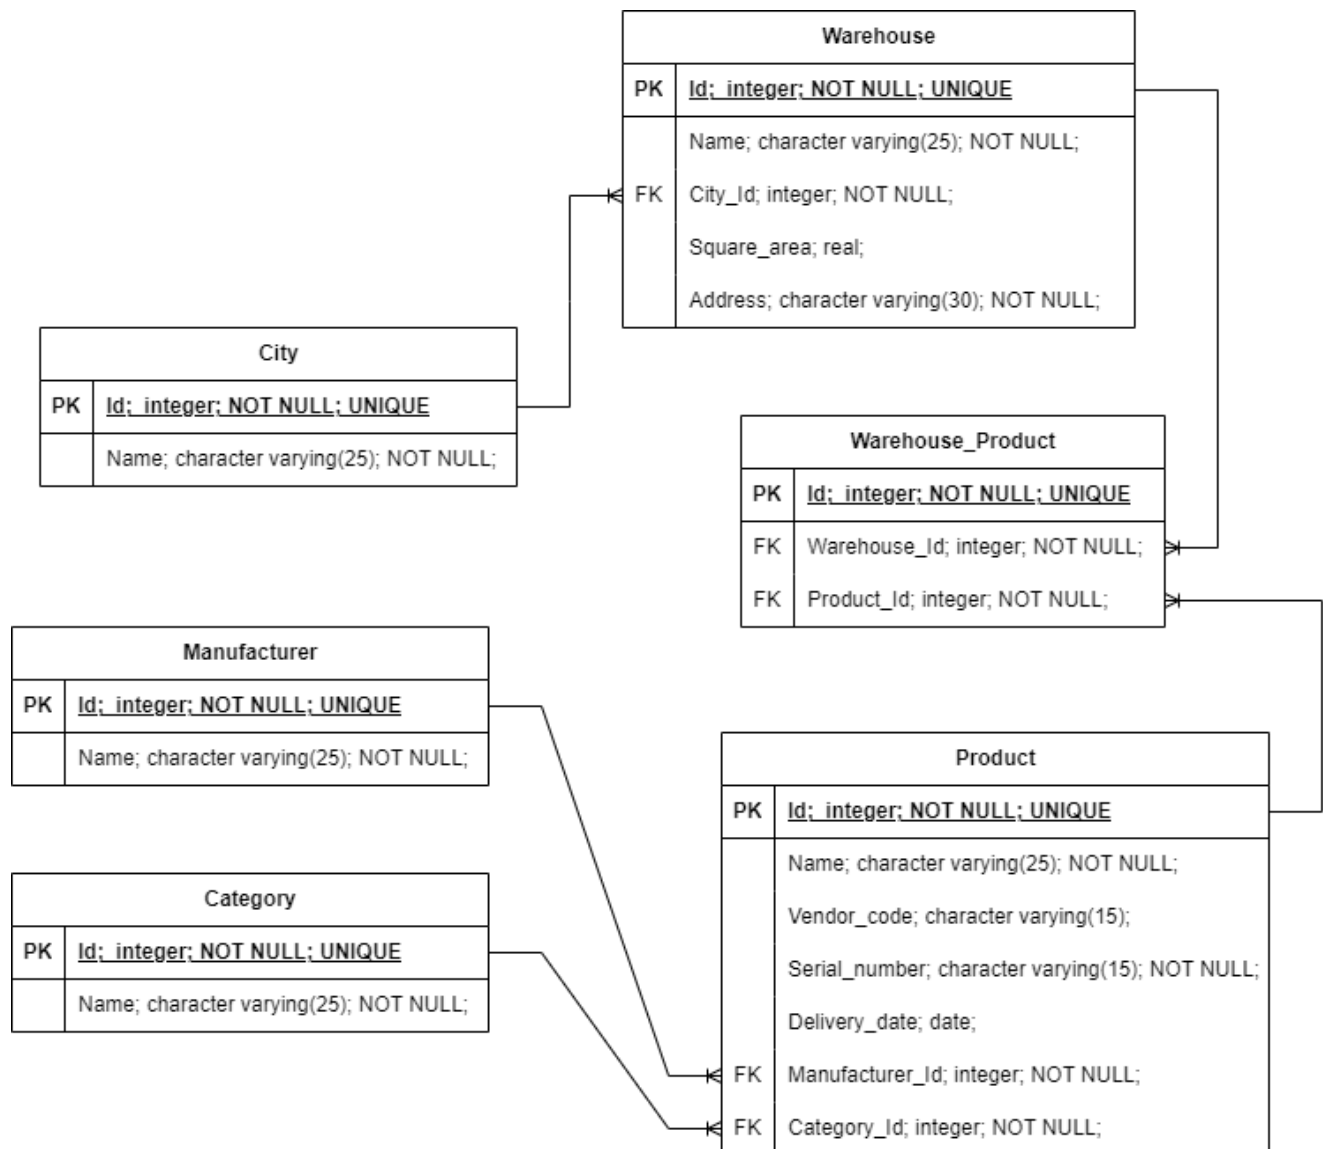 Warehouse
PK Id; integer; NOT NULL; UNIQUE
Name; character varying(25); NOT NULL;
FK City_Id; integer; NOT NULL;
Square_area; real;
Address; character varying(30); NOT NULL;
City
PK Id; integer; NOT NULL; UNIQUE
Name; character varying(25); NOT NULL;
Warehouse_Product
PK Id; integer; NOT NULL; UNIQUE
FK Warehouse_Id; integer; NOT NULL;
FK Product_Id; integer; NOT NULL;
Manufacturer
PK Id; integer; NOT NULL; UNIQUE
Name; character varying(25); NOT NULL;
Category
PK Id; integer; NOT NULL; UNIQUE
Name; character varying(25); NOT NULL;
Product
PK Id; integer; NOT NULL; UNIQUE
Name; character varying(25); NOT NULL;
Vendor_code; character varying(15);
Serial_number; character varying(15); NOT NULL;
Delivery_date; date;
FK Manufacturer_Id; integer; NOT NULL;
FK Category_Id; integer; NOT NULL;